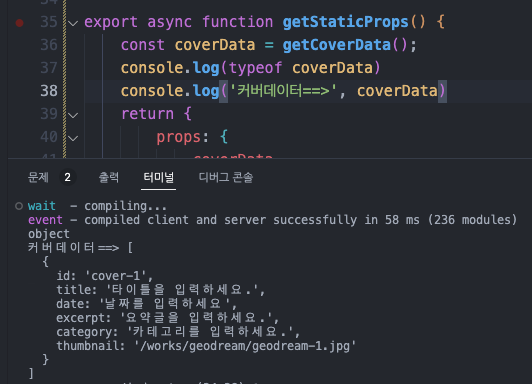 35 export async function getStaticProps() {
36 const coverData = getCoverData();
37 console.log(typeof coverData)
38 console.log('커버데이터==>', coverData)
39 return {
40 props: {
문제 2 출력 터미널 디버그 콘솔
wait - compiling...
event - compiled client and server successfully in 58 ms (236 modules)
object
커버데이터==> [
{
id: 'cover-1',
title: '타이틀을 입력하세요.',
date: '날짜를 입력하세요',
excerpt: '요약글을 입력하세요.',
category: '카테고리를 입력하세요.',
thumbnail: '/works/geodream/geodream-1.jpg'
}
]